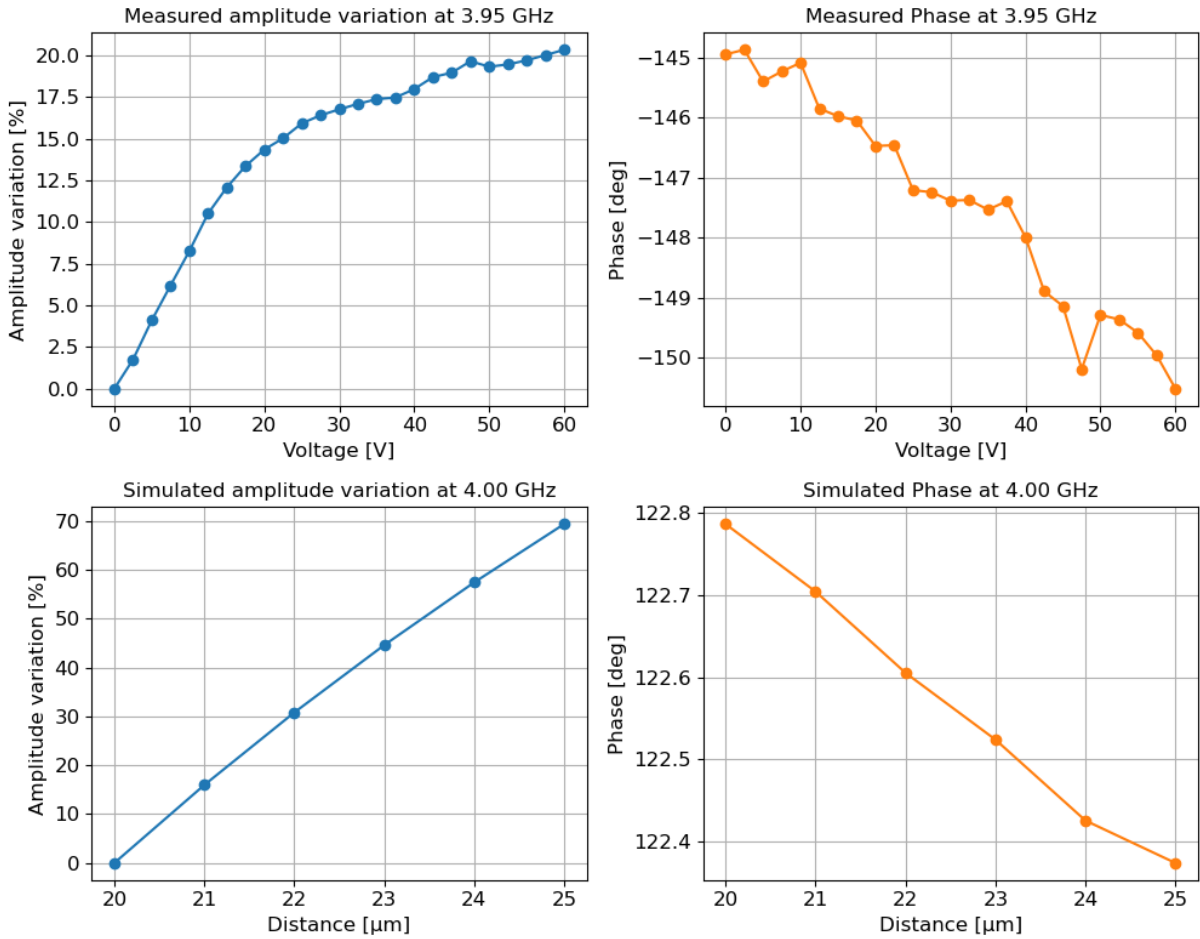 Measured amplitude variation at 3.95 GHz
Amplitude variation [%]
20.0
17.5
15.0
12.5
10.0
7.5
5.0
2.5
0.0
0 10 20 30 40 50 60
Voltage [V]
Measured Phase at 3.95 GHz
Phase [deg]
−145
−146
−147
−148
−149
−150
0 10 20 30 40 50 60
Voltage [V]
Simulated amplitude variation at 4.00 GHz
Amplitude variation [%]
70
60
50
40
30
20
10
0
20 21 22 23 24 25
Distance [μm]
Simulated Phase at 4.00 GHz
Phase [deg]
122.8
122.7
122.6
122.5
122.4
20 21 22 23 24 25
Distance [μm]